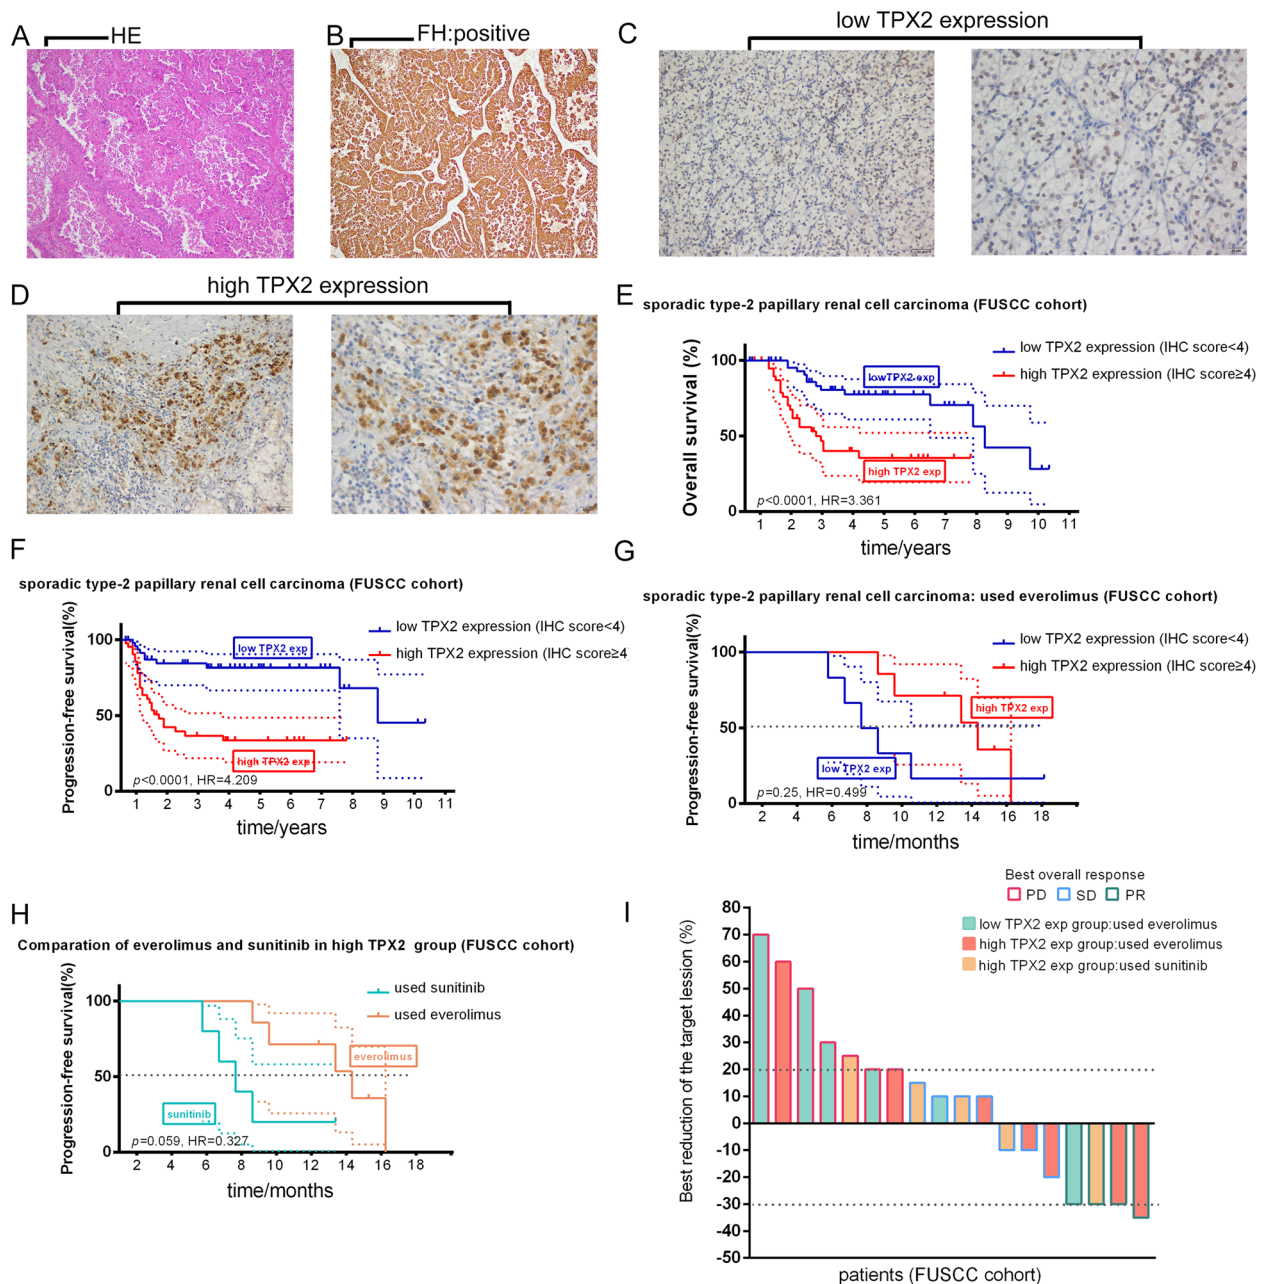 A
HE
B
FH:positive
C
low TPX2 expression
D
high TPX2 expression
E
sporadic type-2 papillary renal cell carcinoma (FUSCC cohort)
low TPX2 expression (IHC score<4)
high TPX2 expression (IHC score≥4)
Overall survival (%)
100
50
0
lowTPX2 exp
high TPX2 exp
p<0.0001, HR=3.361
1 2 3 4 5 6 7 8 9 10 11
time/years
F
sporadic type-2 papillary renal cell carcinoma (FUSCC cohort)
low TPX2 expression (IHC score<4)
high TPX2 expression (IHC score≥4
Progression-free survival(%)
100
50
0
low TPX2 exp
high TPX2 exp
p<0.0001, HR=4.209
1 2 3 4 5 6 7 8 9 10 11
time/years
G
sporadic type-2 papillary renal cell carcinoma: used everolimus (FUSCC cohort)
low TPX2 expression (IHC score<4)
high TPX2 expression (IHC score≥4)
Progression-free survival(%)
100
50
0
high TPX2 exp
low TPX2 exp
p=0.25, HR=0.499
2 4 6 8 10 12 14 16 18
time/months
H
Comparation of everolimus and sunitinib in high TPX2 group (FUSCC cohort)
used sunitinib
used everolimus
Progression-free survival(%)
100
50
0
everolimus
sunitinib
p=0.059, HR=0.327
2 4 6 8 10 12 14 16 18
time/months
I
Best overall response
PD SD PR
low TPX2 exp group:used everolimus
high TPX2 exp group:used everolimus
high TPX2 exp group:used sunitinib
Best reduction of the target lession (%)
80
70
60
50
40
30
20
10
0
-10
-20
-30
-40
-50
patients (FUSCC cohort)